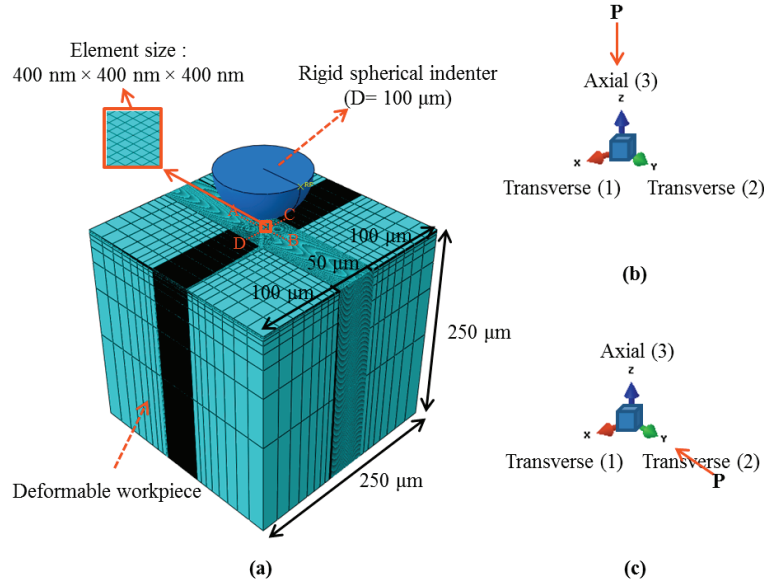 Element size :
400 nm × 400 nm × 400 nm
Rigid spherical indenter
(D= 100 μm)
RP
C
D
B
100 μm
50 μm
100 μm
250 μm
250 μm
Deformable workpiece
(a)
P
Axial (3)
Z
X
Y
Transverse (1)
Transverse (2)
(b)
Axial (3)
Z
X
Y
Transverse (1)
Transverse (2)
P
(c)